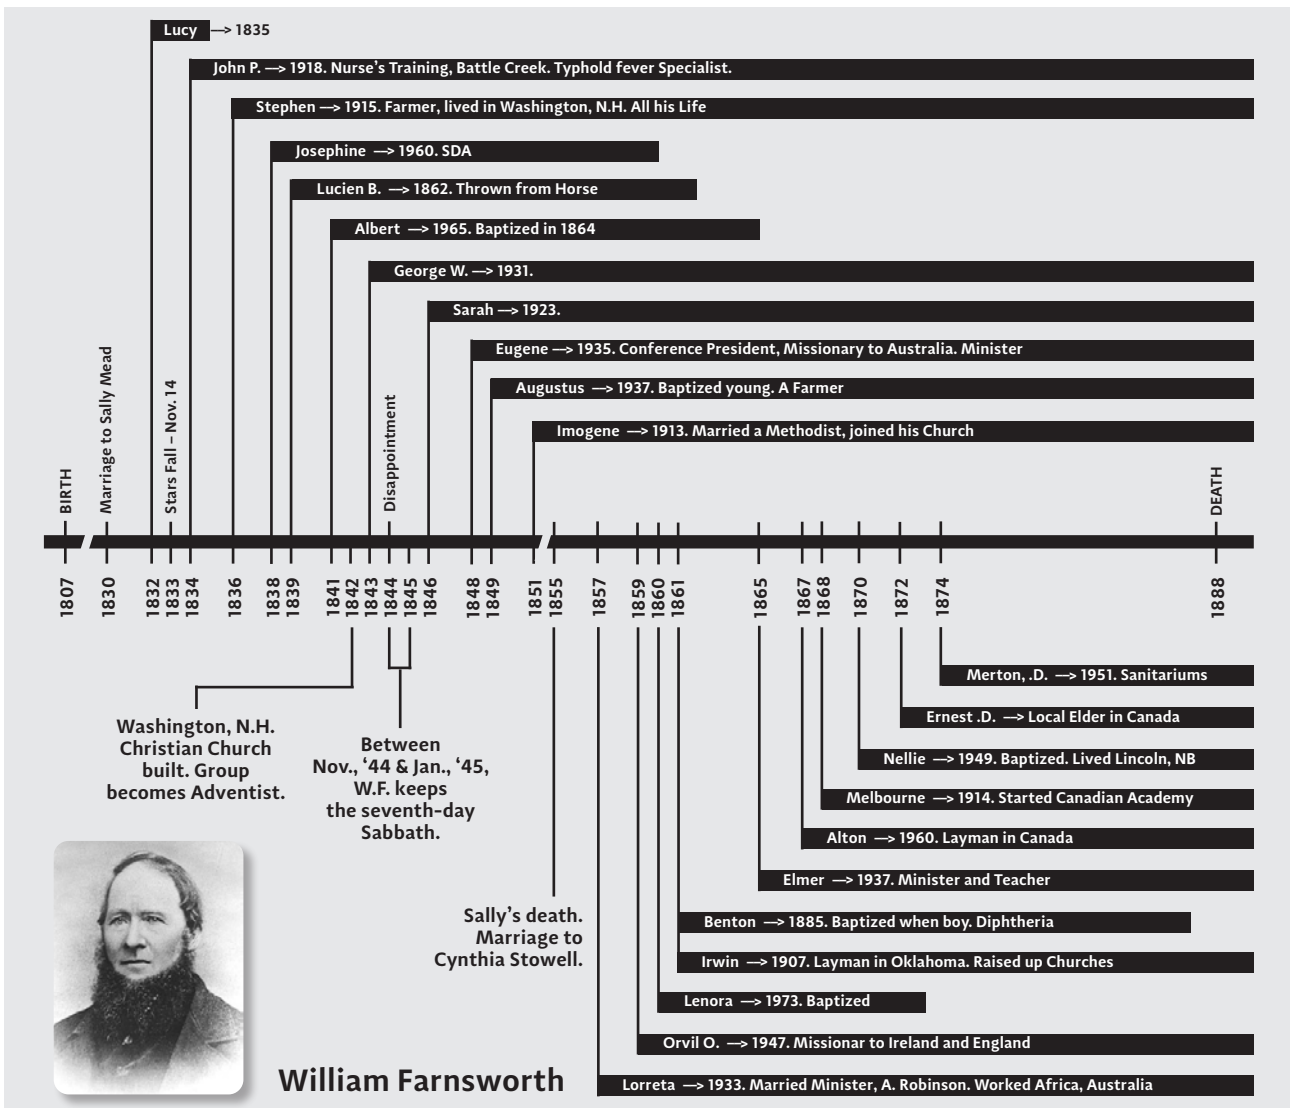 Lucy —> 1835
John P. —> 1918. Nurse's Training, Battle Creek. Typhold fever Specialist.
Stephen —> 1915. Farmer, lived in Washington, N.H. All his Life
Josephine —> 1960. SDA
Lucien B. —> 1862. Thrown from Horse
Albert —> 1965. Baptized in 1864
George W. —> 1931.
Sarah —> 1923.
Eugene —> 1935. Conference President, Missionary to Australia. Minister
Augustus —> 1937. Baptized young. A Farmer
Imogene —> 1913. Married a Methodist, joined his Church
BIRTH
Marriage to Sally Mead
Stars Fall – Nov. 14
Disappointment
DEATH
1807
1830
1832
1833
1834
1836
1838
1839
1841
1842
1843
1844
1845
1846
1848
1849
1851
1855
1857
1859
1860
1861
1865
1867
1868
1870
1872
1874
1888
Washington, N.H.
Christian Church
built. Group
becomes Adventist.
Between
Nov., ‘44 & Jan., ‘45,
W.F. keeps
the seventh-day
Sabbath.
Sally's death.
Marriage to
Cynthia Stowell.
Merton, .D. —> 1951. Sanitariums
Ernest .D. —> Local Elder in Canada
Nellie —> 1949. Baptized. Lived Lincoln, NB
Melbourne —> 1914. Started Canadian Academy
Alton —> 1960. Layman in Canada
Elmer —> 1937. Minister and Teacher
Benton —> 1885. Baptized when boy. Diphtheria
Irwin —> 1907. Layman in Oklahoma. Raised up Churches
Lenora —> 1973. Baptized
Orvil O. —> 1947. Missionar to Ireland and England
Lorreta —> 1933. Married Minister, A. Robinson. Worked Africa, Australia
William Farnsworth